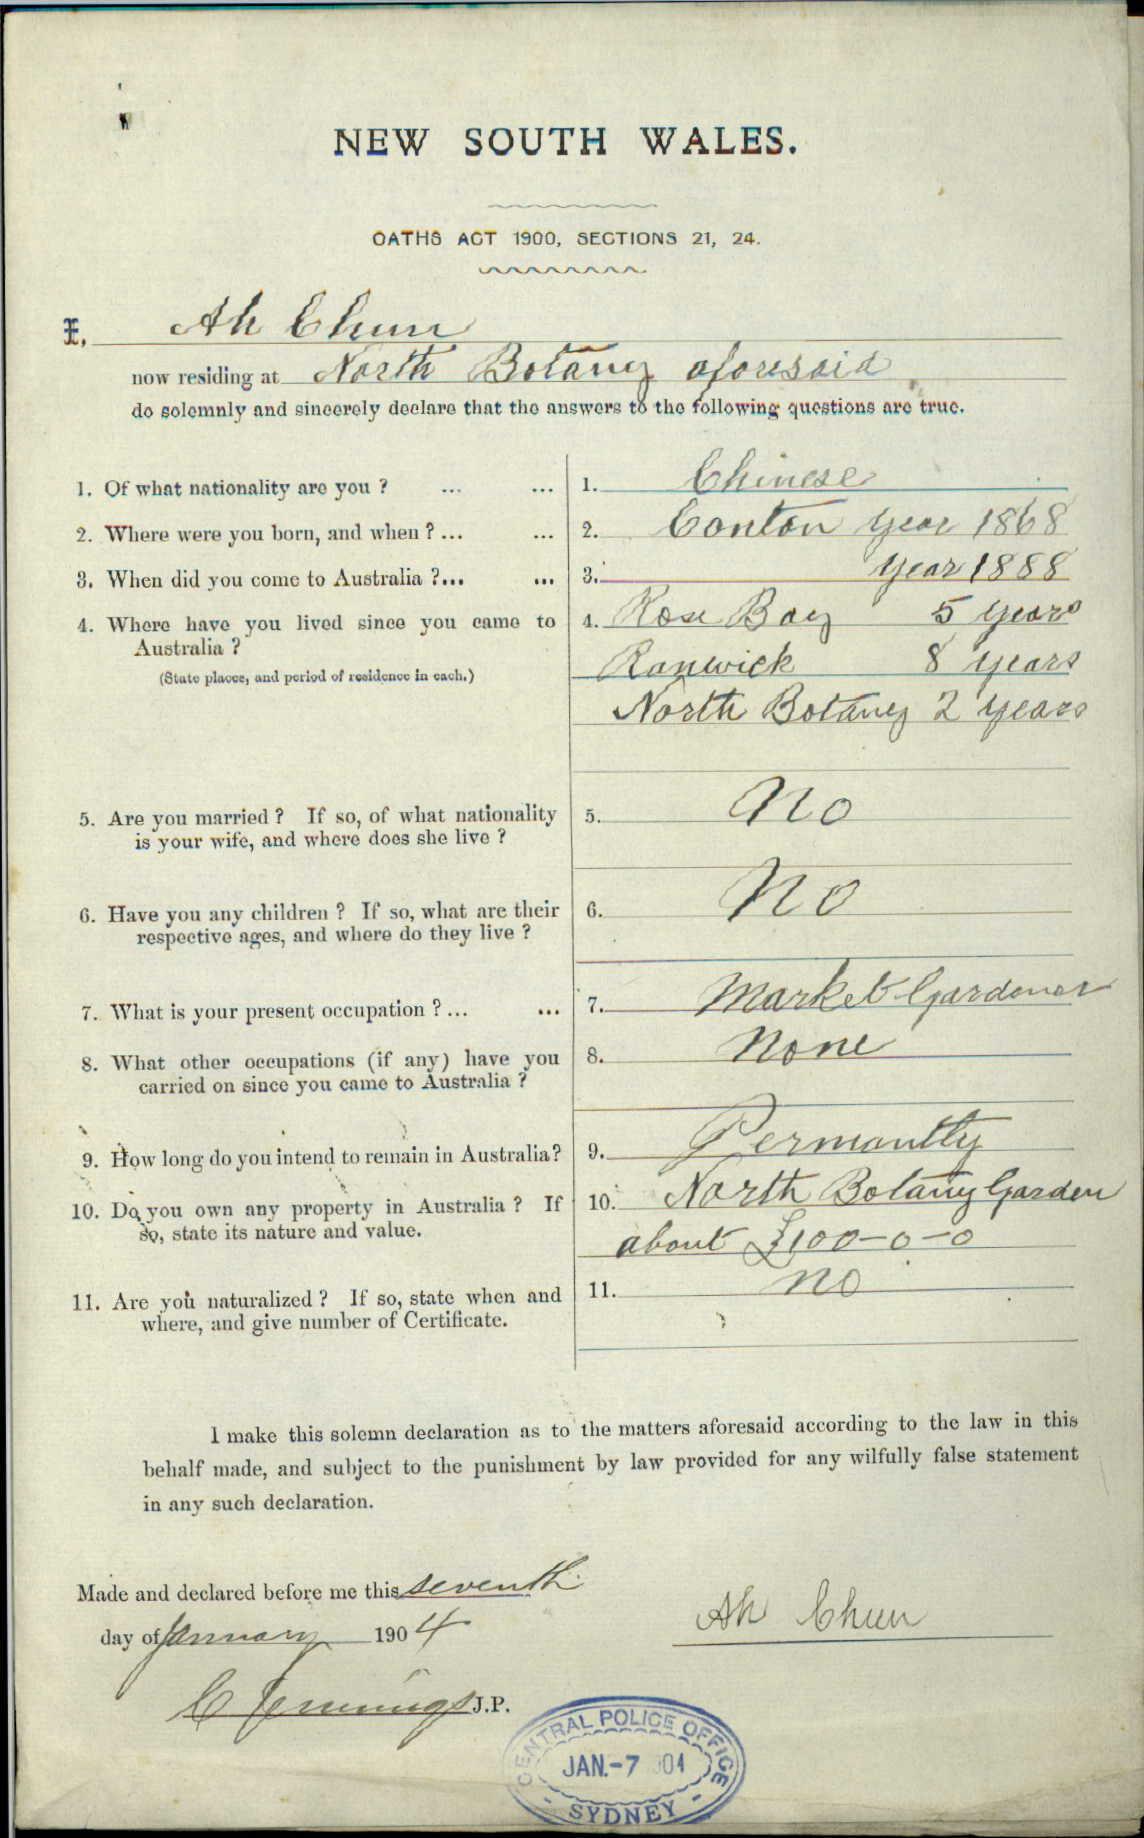 NEW SOUTH WALES.
OATHS ACT 1900, SECTIONS 21, 24.
I, Ah Chun
now residing at North Botany aforesaid
do solemnly and sincerely declare that the answers to the following questions are true.
1. Of what nationality are you ? ... ... 1. Chinese
2. Where were you born, and when ? ... ... 2. Conton year 1868
3. When did you come to Australia ?... ... 3. year 1888
4. Where have you lived since you came to 4. Rose Bay 5 years
Australia ?
(State places, and period of residence in each.) Ranwick 8 years
North Botany 2 years
5. Are you married ? If so, of what nationality 5. No
is your wife, and where does she live ?
6. Have you any children ? If so, what are their 6. No
respective ages, and where do they live ?
7. What is your present occupation ? ... ... 7. Market Gardener
8. What other occupations (if any) have you 8. None
carried on since you came to Australia ?
9. How long do you intend to remain in Australia? 9. Permantly
10. Do you own any property in Australia ? If 10. North Botany Garden
so, state its nature and value. about £100-0-0
11. Are you naturalized ? If so, state when and 11. No
where, and give number of Certificate.
I make this solemn declaration as to the matters aforesaid according to the law in this
behalf made, and subject to the punishment by law provided for any wilfully false statement
in any such declaration.
Made and declared before me this seventh
day of January 1904 Ah Chun
C Jennings J.P.
CENTRAL POLICE OFFICE
JAN.-7 904
SYDNEY